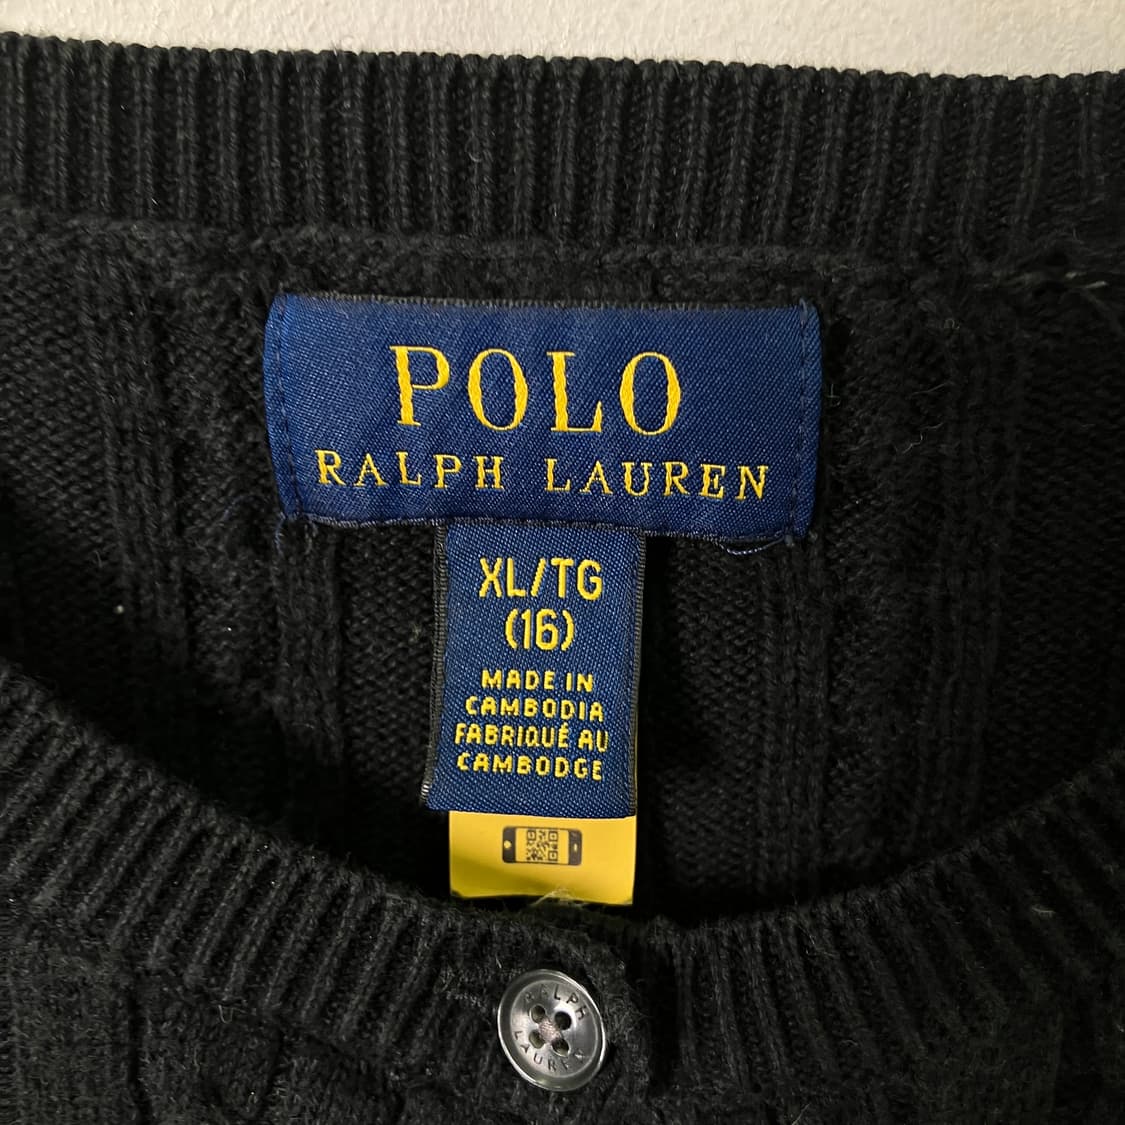 POLO
RALPH LAUREN
XL/TG
(16)
MADE IN
CAMBODIA
FABRIQUÉ AU
CAMBODGE
RALPH
LAUREN